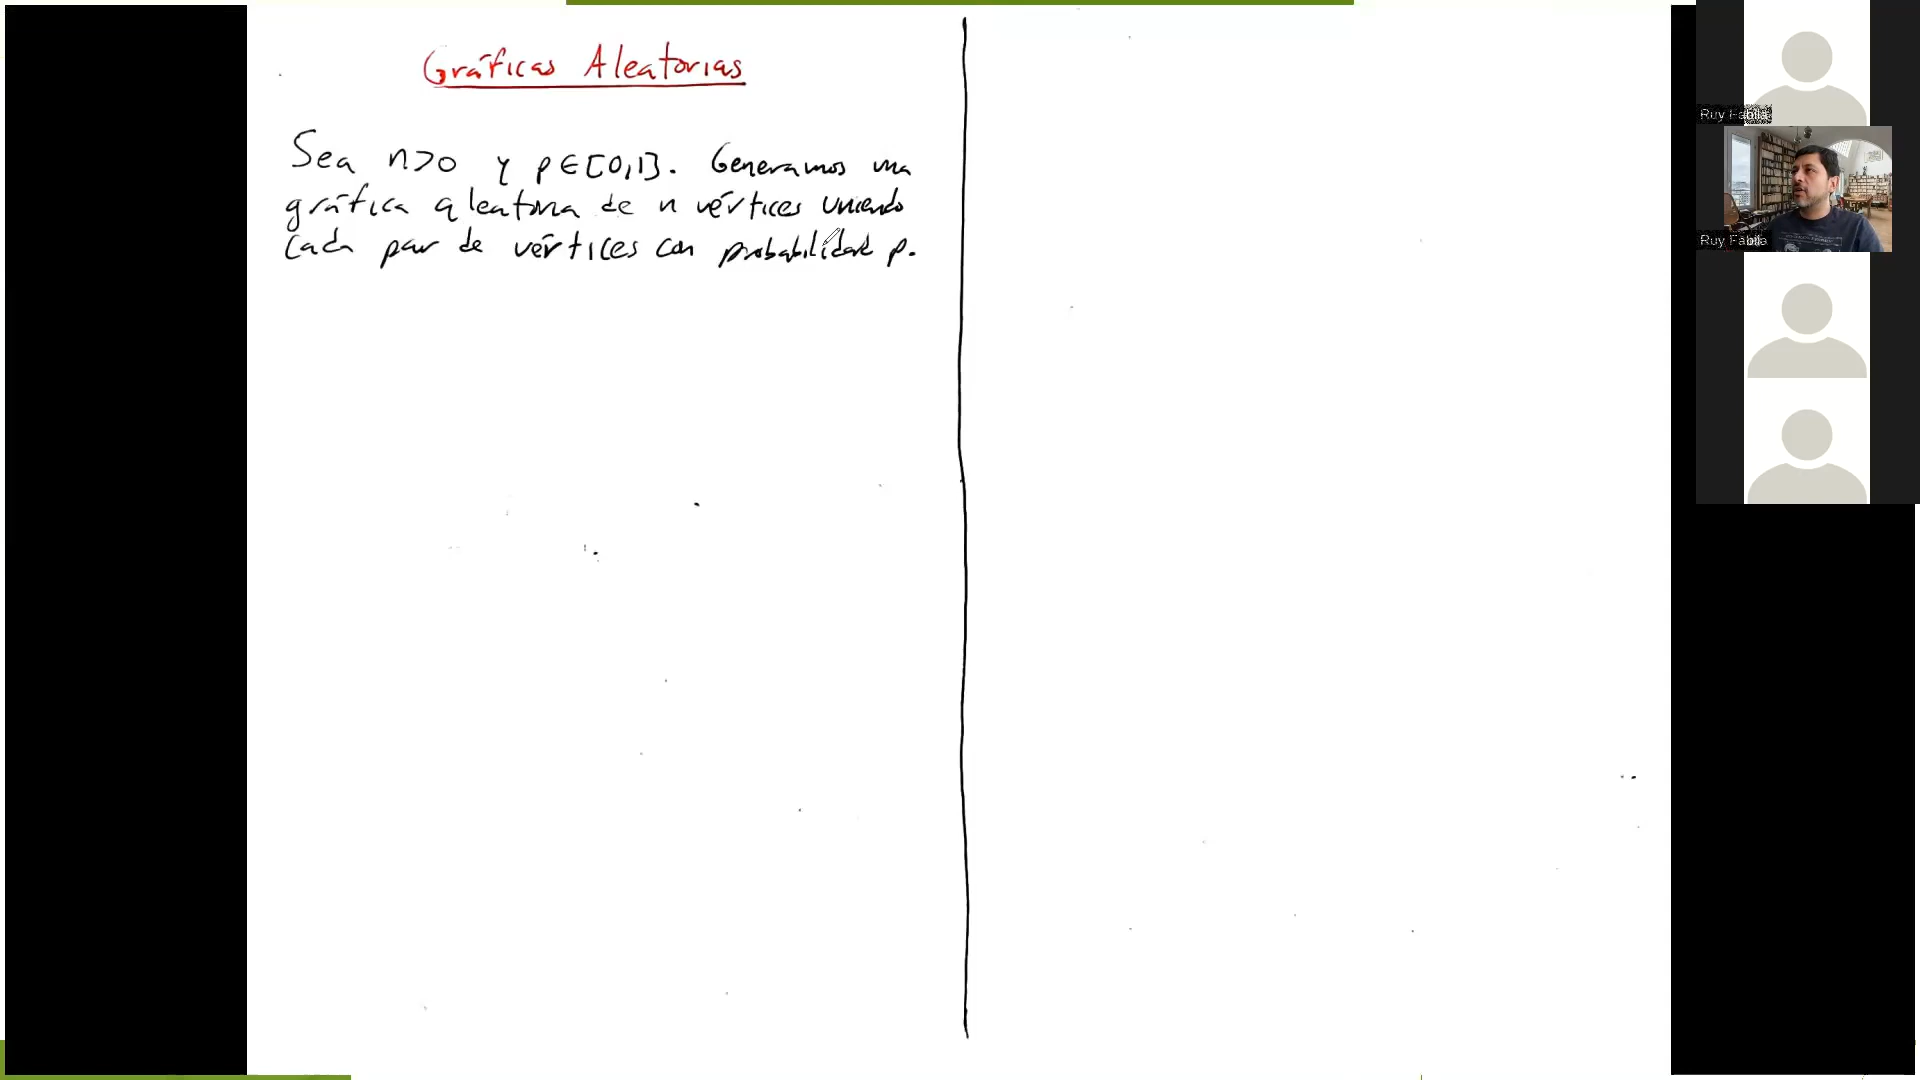 Gráficas Aleatorias
Sea n>0 y p∈[0,1]. Generamos una
gráfica aleatoria de n vértices uniendo
cada par de vértices con probabilidad p.
Ruy Fabila
Ruy Fabila